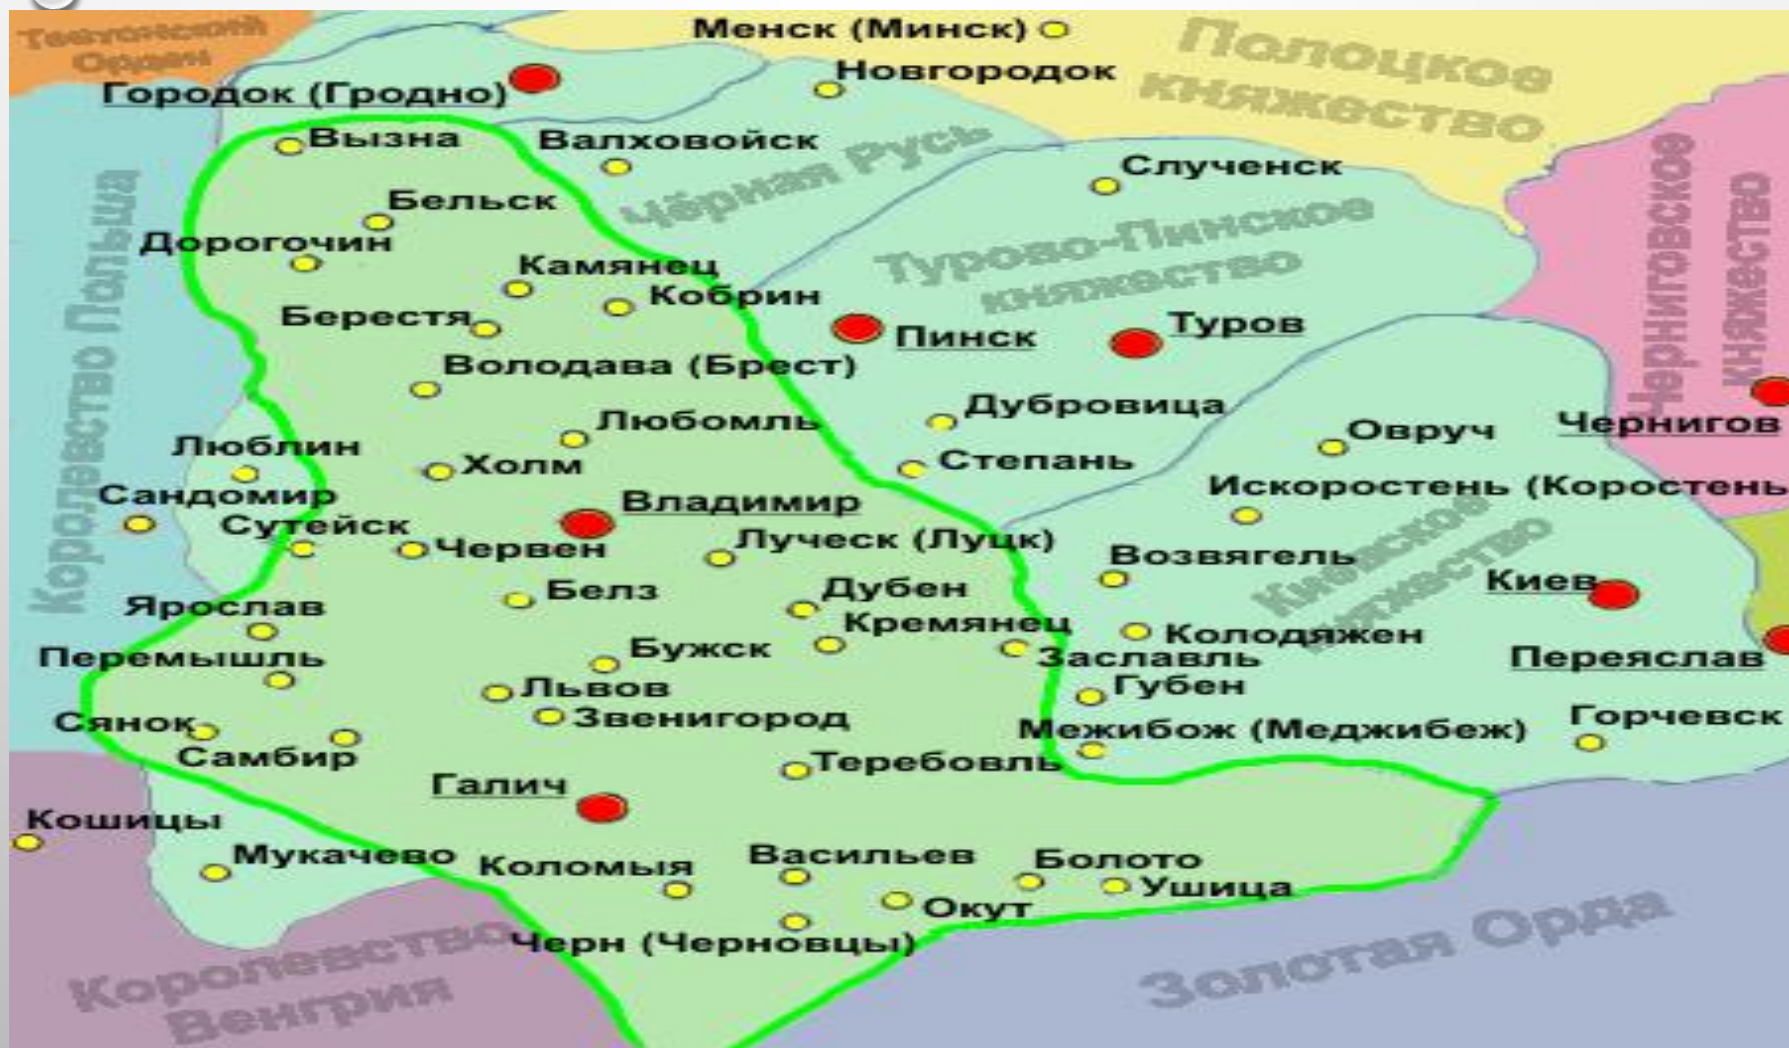 Тевтонский
Орден
Менск (Минск)
Полоцкое
княжество
Новгородок
Городок (Гродно)
Вызна
Валховойск
Чёрная Русь
Слученск
Черниговское
княжество
Королевство Польша
Бельск
Дорогочин
Турово-Пинское
княжество
Камянец
Кобрин
Берестя
Пинск
Туров
Володава (Брест)
Дубровица
Любомль
Овруч
Чернигов
Люблин
Холм
Степань
Сандомир
Искоростень (Коростень
Владимир
Сутейск
Червен
Луческ (Луцк)
Киевское
княжество
Возвягель
Киев
Белз
Дубен
Ярослав
Кремянец
Колодяжен
Бужск
Перемышль
Заславль
Переяслав
Львов
Губен
Сянок
Звенигород
Межибож (Меджибеж)
Горчевск
Самбир
Теребовль
Галич
Кошицы
Мукачево
Коломыя
Васильев
Болото
Ушица
Окут
Черн (Черновцы)
Королевство
Венгрия
Золотая Орда